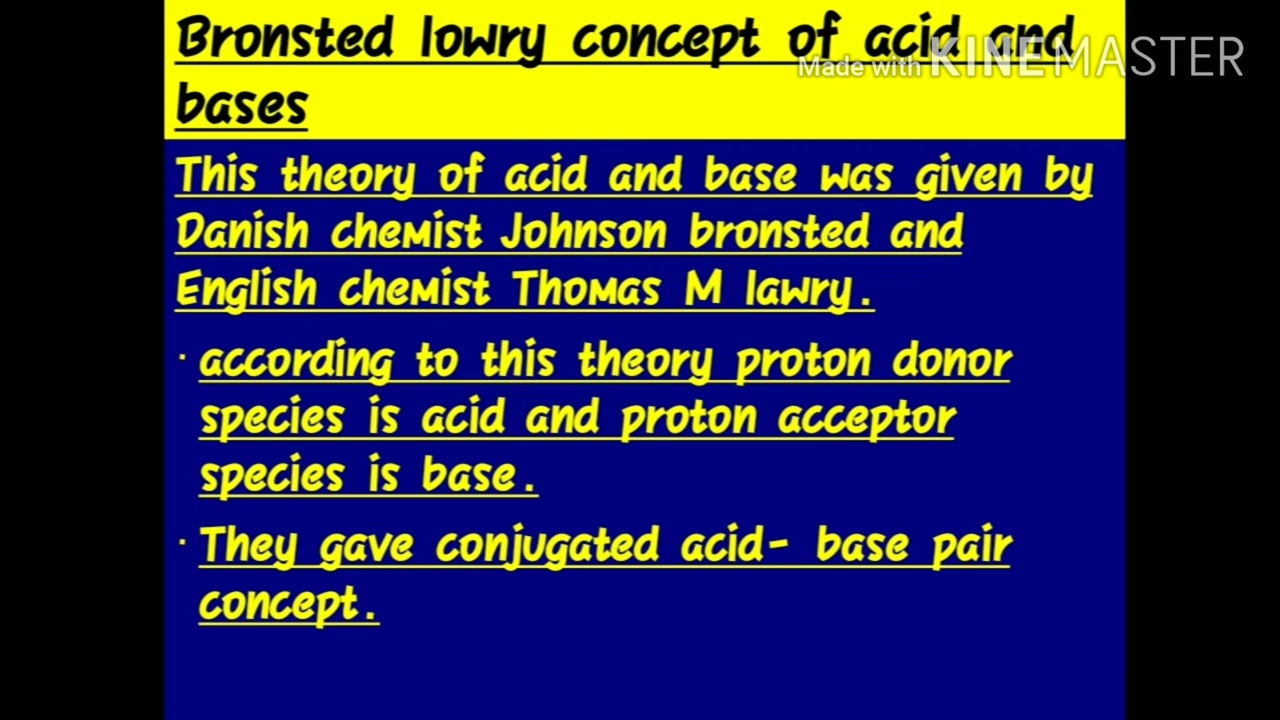 Bronsted lowry concept of acid and
Made with KINEMASTER
bases
This theory of acid and base was given by
Danish chemist Johnson bronsted and
English chemist Thomas M lawry.
· according to this theory proton donor
species is acid and proton acceptor
species is base.
· They gave conjugated acid- base pair
concept.